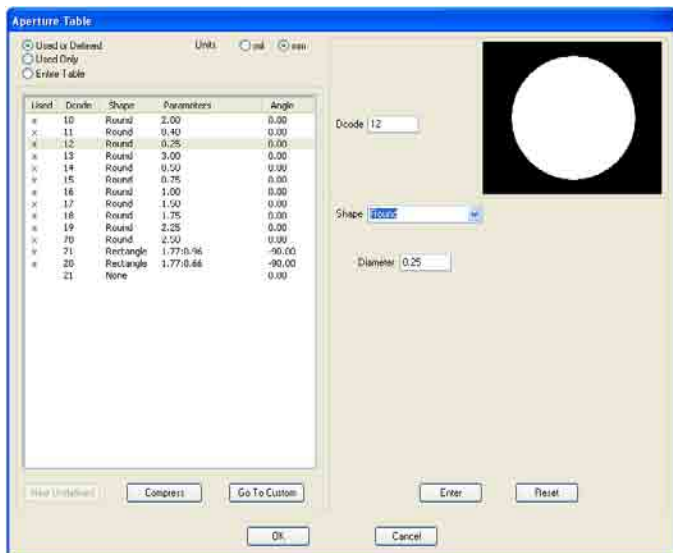 Aperture Table
Used or Defined Units mil mm
Used Only
Entire Table
Used Dcode Shape Parameters Angle
x 10 Round 2.00 0.00
x 11 Round 0.40 0.00
x 12 Round 0.25 0.00
x 13 Round 3.00 0.00
x 14 Round 0.50 0.00
x 15 Round 0.75 0.00
x 16 Round 1.00 0.00
x 17 Round 1.50 0.00
x 18 Round 1.75 0.00
x 19 Round 2.25 0.00
x 70 Round 2.50 0.00
x 71 Rectangle 1.77:0.96 -90.00
x 20 Rectangle 1.77:0.66 -90.00
21 None 0.00
Dcode 12
Shape Round
Diameter 0.25
New Undefined Compress Go To Custom
Enter Reset
OK Cancel